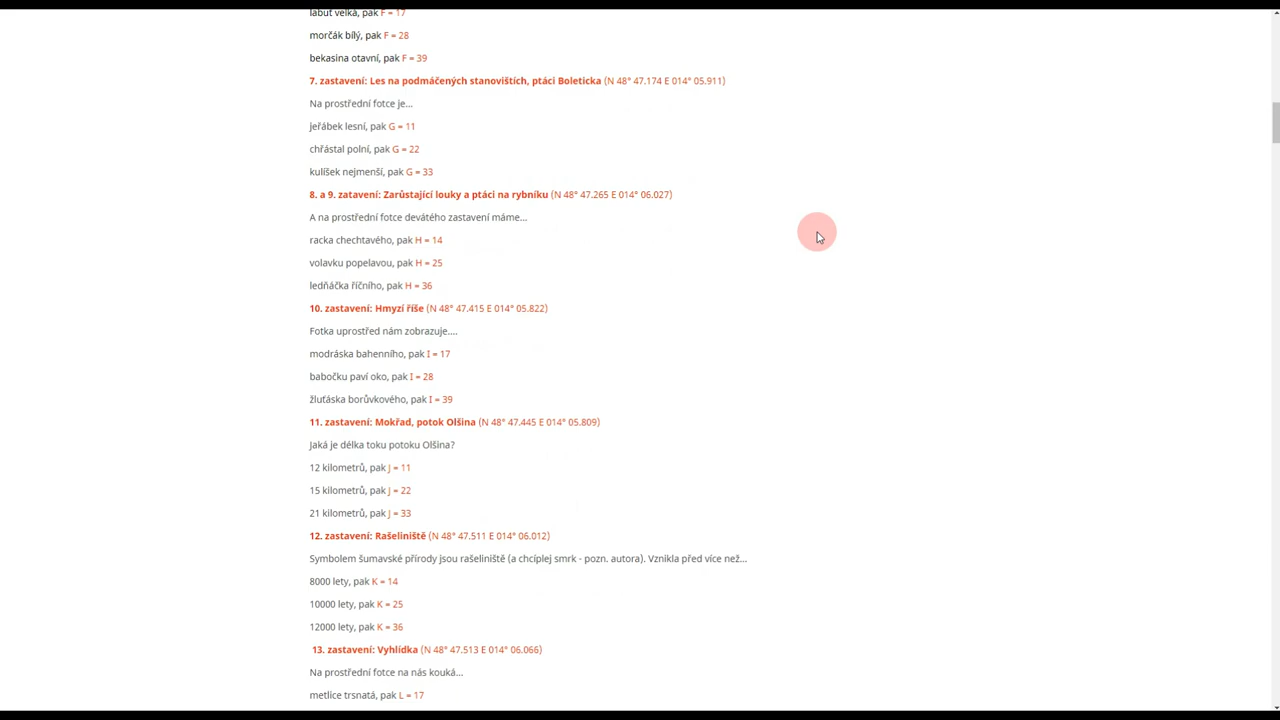 labuť velká, pak F = 17
morčák bílý, pak F = 28
bekasina otavní, pak F = 39
7. zastavení: Les na podmáčených stanovištích, ptáci Boleticka (N 48° 47.174 E 014° 05.911)
Na prostřední fotce je...
jeřábek lesní, pak G = 11
chřástal polní, pak G = 22
kulíšek nejmenší, pak G = 33
8. a 9. zatavení: Zarůstající louky a ptáci na rybníku (N 48° 47.265 E 014° 06.027)
A na prostřední fotce devátého zastavení máme...
racka chechtavého, pak H = 14
volavku popelavou, pak H = 25
ledňáčka říčního, pak H = 36
10. zastavení: Hmyzí říše (N 48° 47.415 E 014° 05.822)
Fotka uprostřed nám zobrazuje....
modráska bahenního, pak I = 17
babočku paví oko, pak I = 28
žluťáska borůvkového, pak I = 39
11. zastavení: Mokřad, potok Olšina (N 48° 47.445 E 014° 05.809)
Jaká je délka toku potoku Olšina?
12 kilometrů, pak J = 11
15 kilometrů, pak J = 22
21 kilometrů, pak J = 33
12. zastavení: Rašeliniště (N 48° 47.511 E 014° 06.012)
Symbolem šumavské přírody jsou rašeliniště (a chcíplej smrk - pozn. autora). Vznikla před více než...
8000 lety, pak K = 14
10000 lety, pak K = 25
12000 lety, pak K = 36
13. zastavení: Vyhlídka (N 48° 47.513 E 014° 06.066)
Na prostřední fotce na nás kouká...
metlice trsnatá, pak L = 17